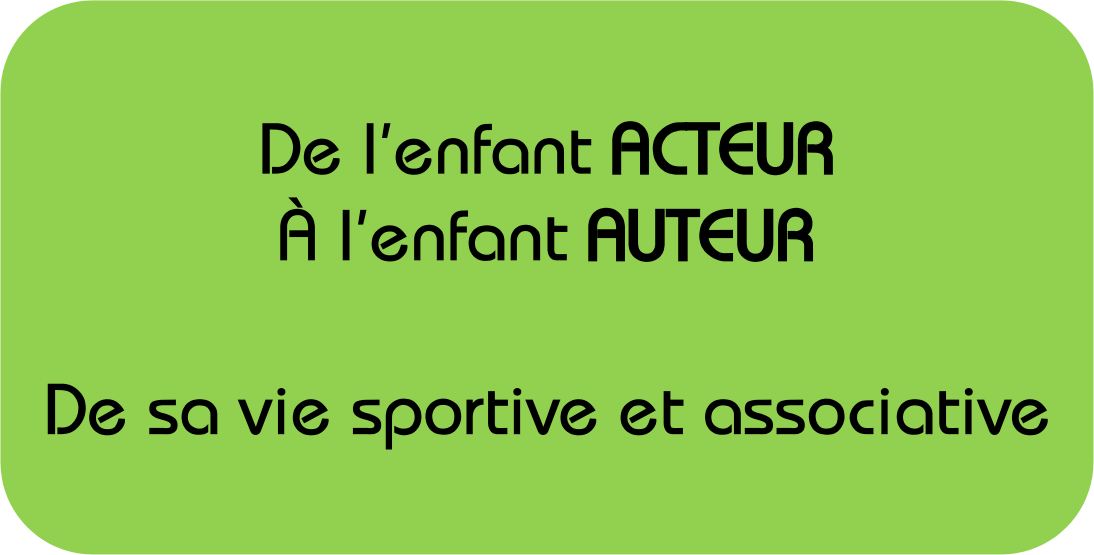 De l'enfant ACTEUR
À l'enfant AUTEUR
De sa vie sportive et associative